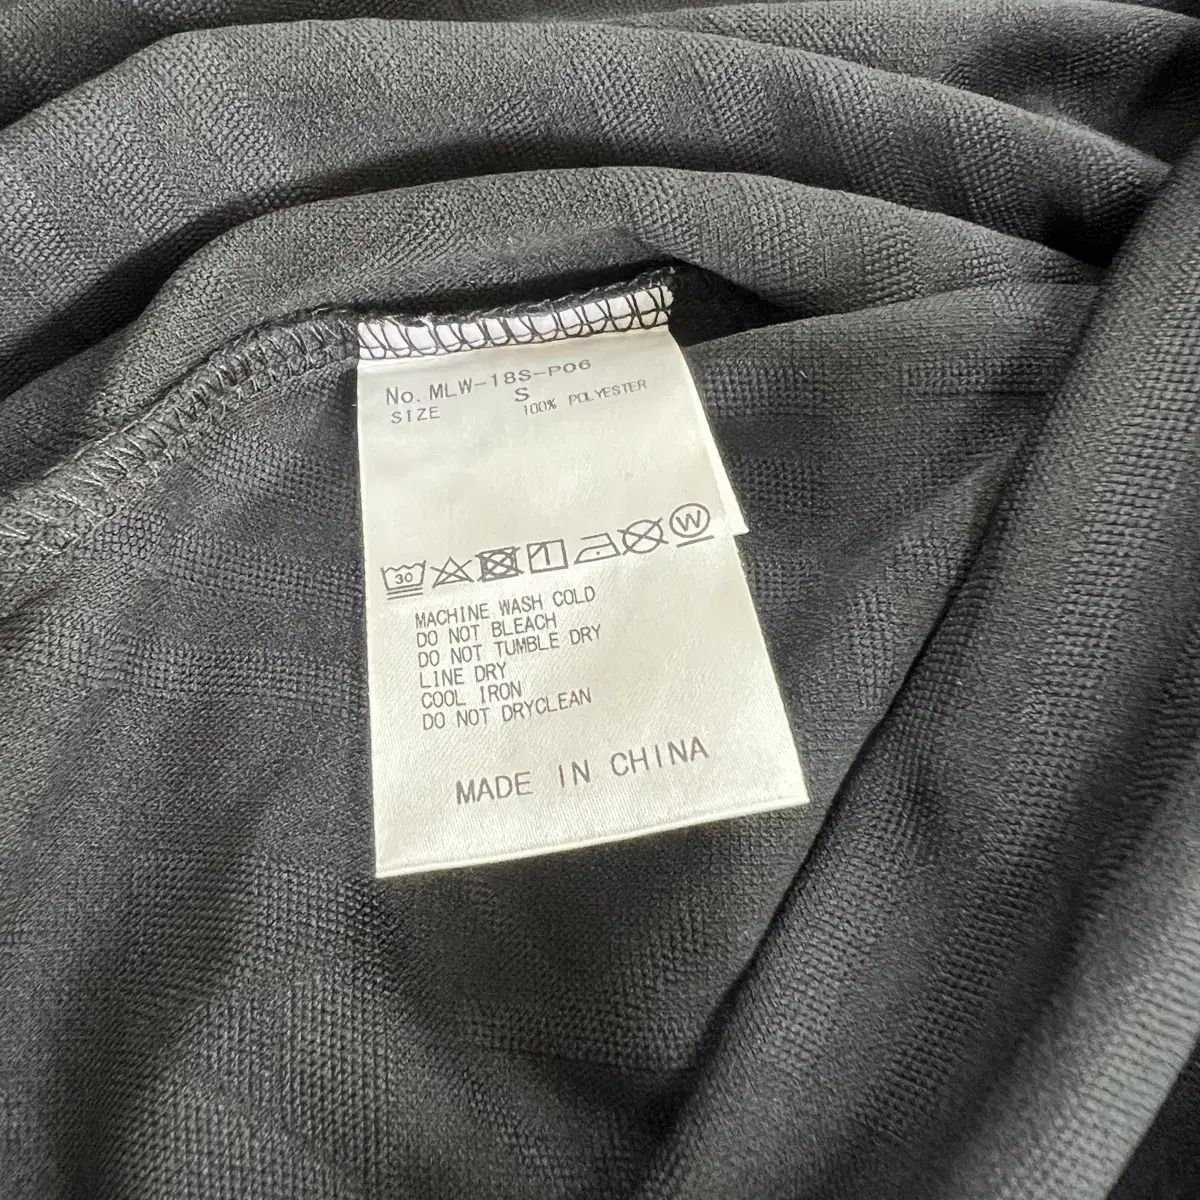 No. MLW-18S-P06
SIZE S
100% POLYESTER
30 W
MACHINE WASH COLD
DO NOT BLEACH
DO NOT TUMBLE DRY
LINE DRY
COOL IRON
DO NOT DRYCLEAN
MADE IN CHINA